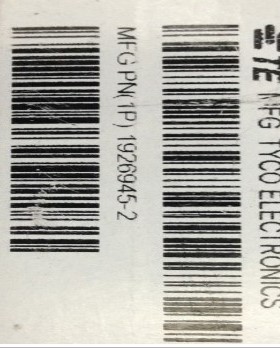 TE MFG TYCO ELECTRONICS
MFG PN(1P) 1926945-2